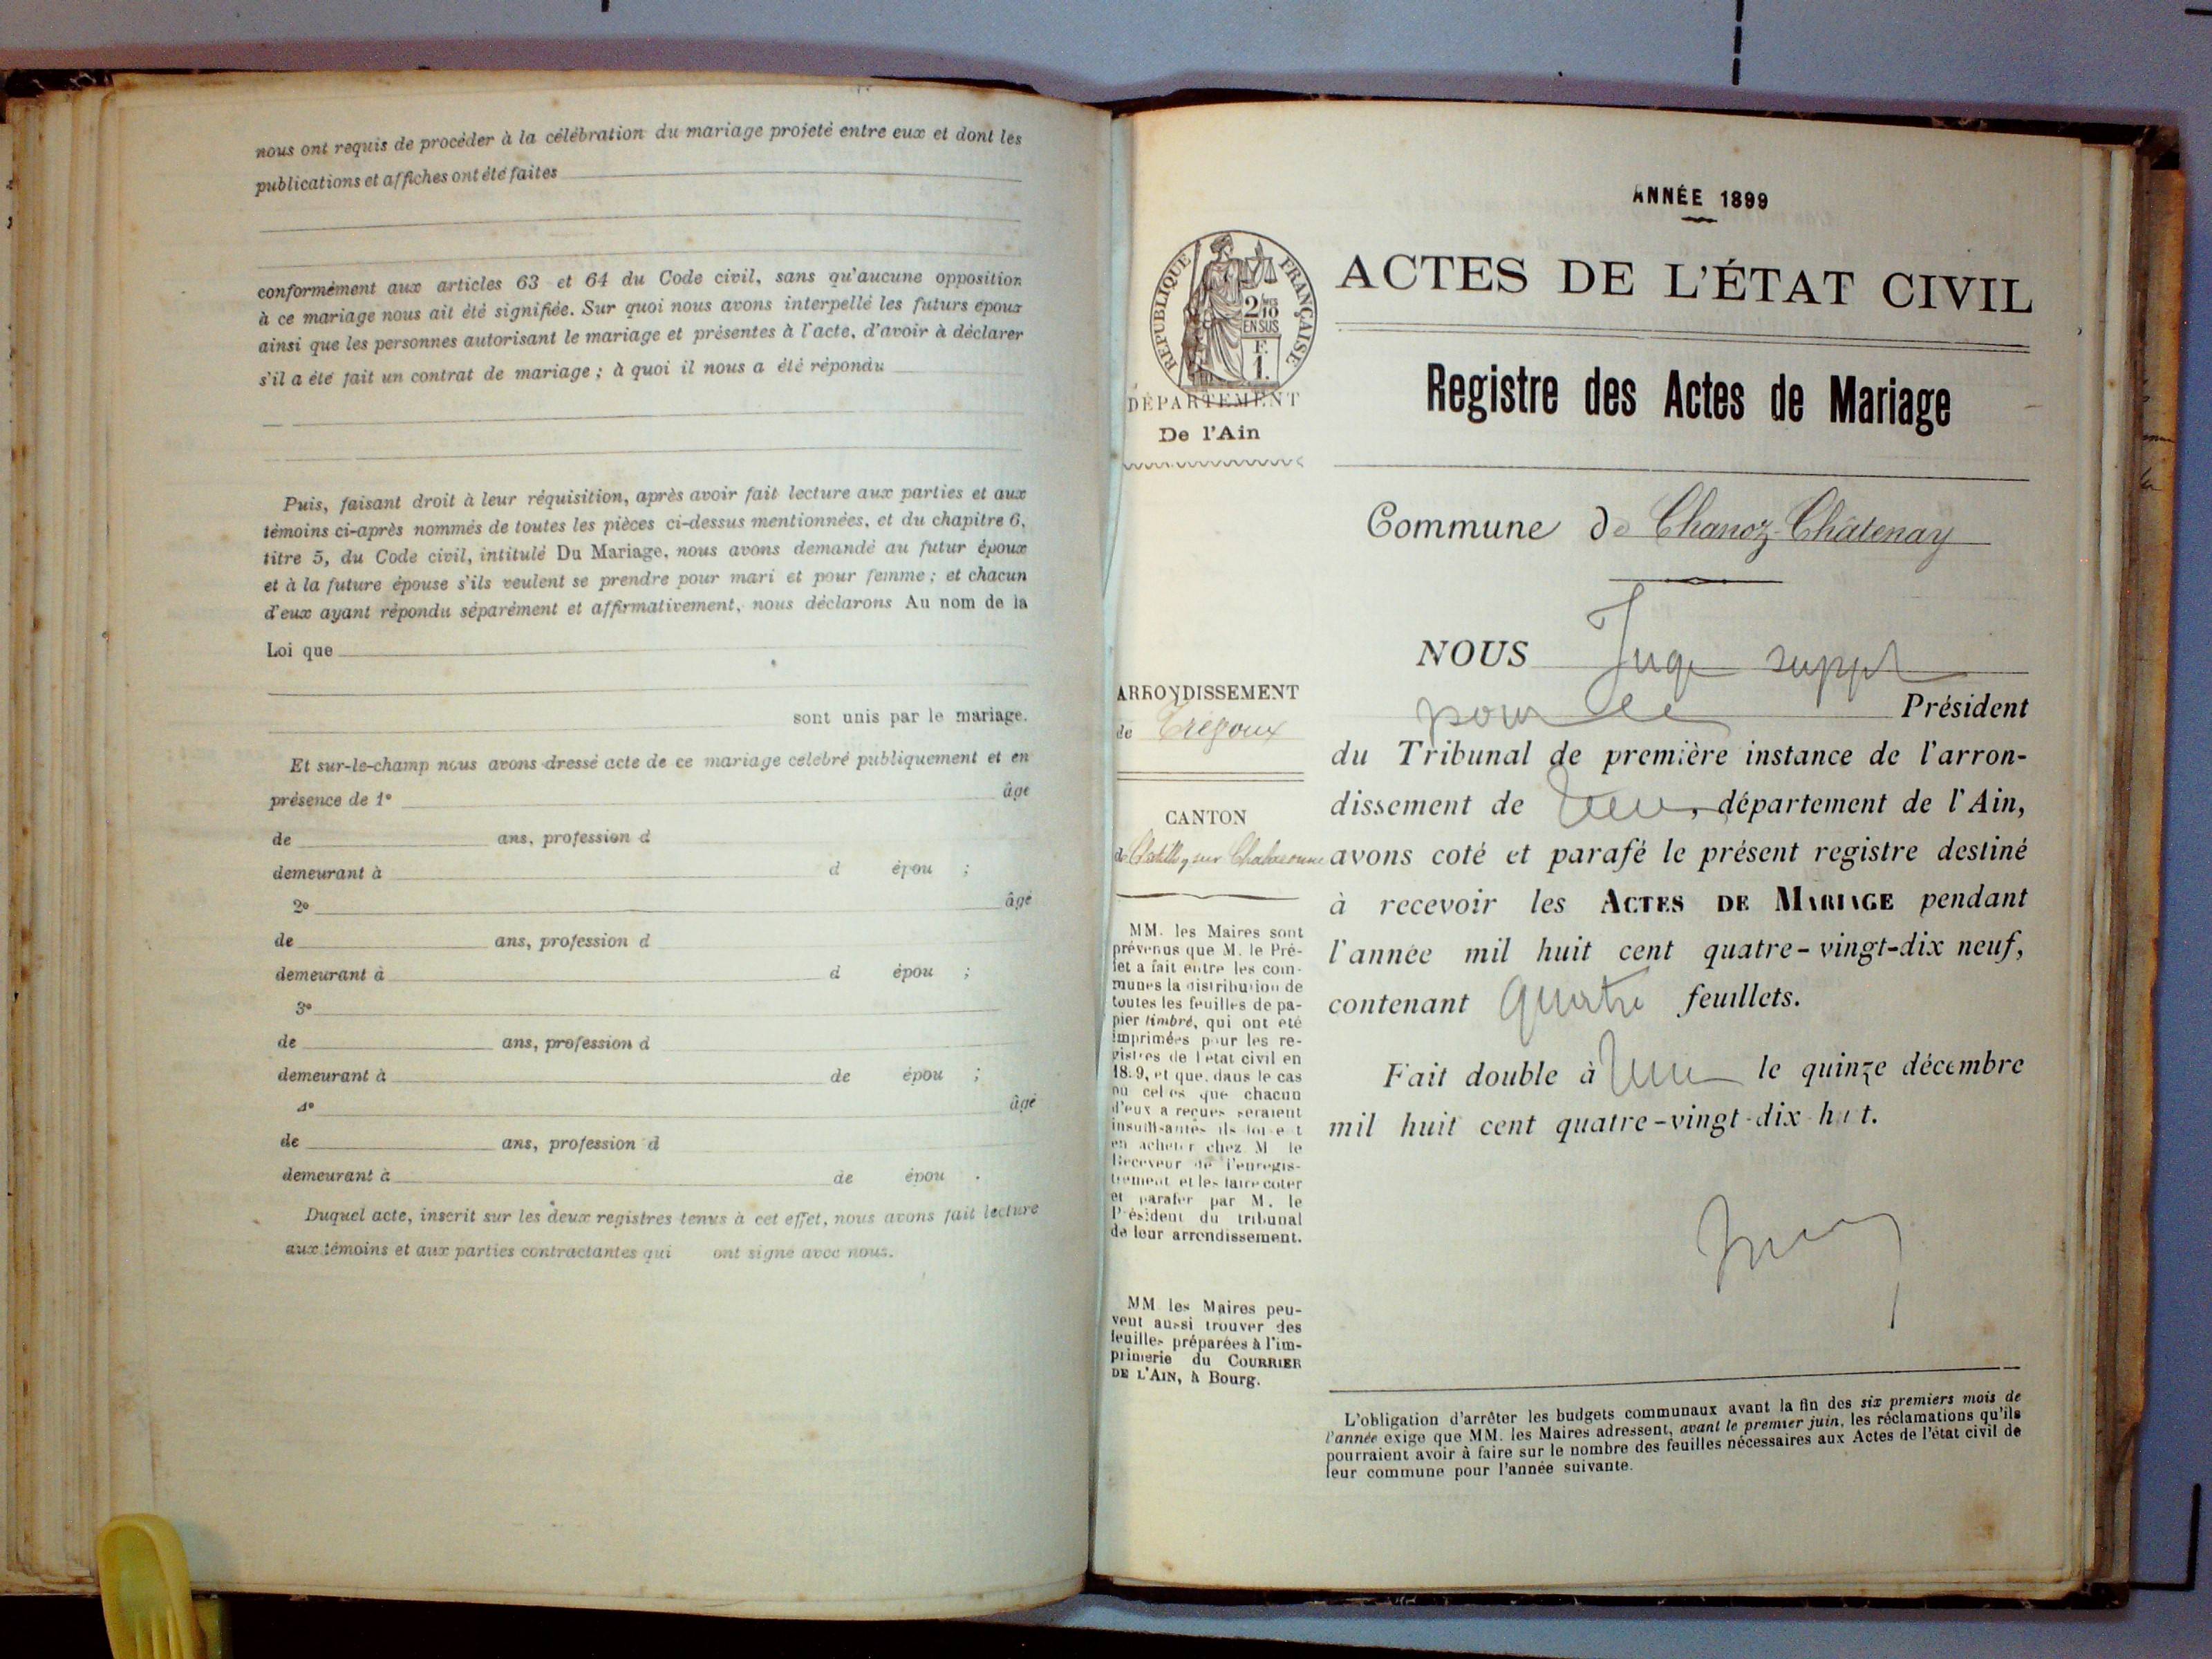 nous ont requis de procéder à la célébration du mariage projeté entre eux et dont les
publications et affiches ont été faites
conformément aux articles 63 et 64 du Code civil, sans qu'aucune opposition
à ce mariage nous ait été signifiée. Sur quoi nous avons interpellé les futurs époux
ainsi que les personnes autorisant le mariage et présentes à l'acte, d'avoir à déclarer
s'il a été fait un contrat de mariage ; à quoi il nous a été répondu
Puis, faisant droit à leur réquisition, après avoir fait lecture aux parties et aux
témoins ci-après nommés de toutes les pièces ci-dessus mentionnées, et du chapitre 6,
titre 5, du Code civil, intitulé Du Mariage, nous avons demandé au futur époux
et à la future épouse s'ils veulent se prendre pour mari et pour femme ; et chacun
d'eux ayant répondu séparément et affirmativement, nous déclarons Au nom de la
Loi que
sont unis par le mariage.
Et sur-le-champ nous avons dressé acte de ce mariage célébré publiquement et en
présence de 1° âgé
de ans, profession d
demeurant à d épou ;
2° âgé
de ans, profession d
demeurant à d épou ;
3°
de ans, profession d
demeurant à de épou ;
4° âgé
de ans, profession d
demeurant à de épou .
Duquel acte, inscrit sur les deux registres tenus à cet effet, nous avons fait lecture
aux témoins et aux parties contractantes qui ont signé avec nous.
ANNÉE 1899
RÉPUBLIQUE FRANÇAISE
2/10
EN SUS
F.
1.
DÉPARTEMENT
De l'Ain
ARRONDISSEMENT
de Trévoux
CANTON
de Chatillon sur Chalaronne
MM. les Maires sont
prévenus que M. le Pré-
fet a fait entre les com-
munes la distribution de
toutes les feuilles de pa-
pier timbré, qui ont été
imprimées pour les re-
gistres de l'état civil en
18.9, et que, dans le cas
où celles que chacun
d'eux a reçues seraient
insuffisantes ils doivent
en acheter chez M le
Receveur de l'enregis-
trement et les faire coter
et parafer par M. le
Président du tribunal
de leur arrondissement.
MM les Maires peu-
vent aussi trouver des
feuilles préparées à l'im-
primerie du COURRIER
DE L'AIN, à Bourg.
ACTES DE L'ÉTAT CIVIL
Registre des Actes de Mariage
Commune de Chanoz-Châtenay
NOUS Juge suppt
pour le Président
du Tribunal de première instance de l'arron-
dissement de , département de l'Ain,
avons coté et parafé le présent registre destiné
à recevoir les ACTES DE MARIAGE pendant
l'année mil huit cent quatre-vingt-dix neuf,
contenant quatre feuillets.
Fait double à le quinze décembre
mil huit cent quatre-vingt-dix-huit.
L'obligation d'arrêter les budgets communaux avant la fin des six premiers mois de
l'année exige que MM. les Maires adressent, avant le premier juin, les réclamations qu'ils
pourraient avoir à faire sur le nombre des feuilles nécessaires aux Actes de l'état civil de
leur commune pour l'année suivante.